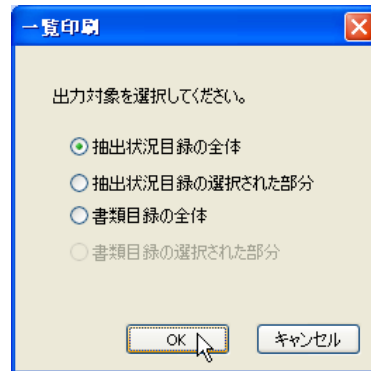 一覧印刷
出力対象を選択してください。
抽出状況目録の全体
抽出状況目録の選択された部分
書類目録の全体
書類目録の選択された部分
OK
キャンセル